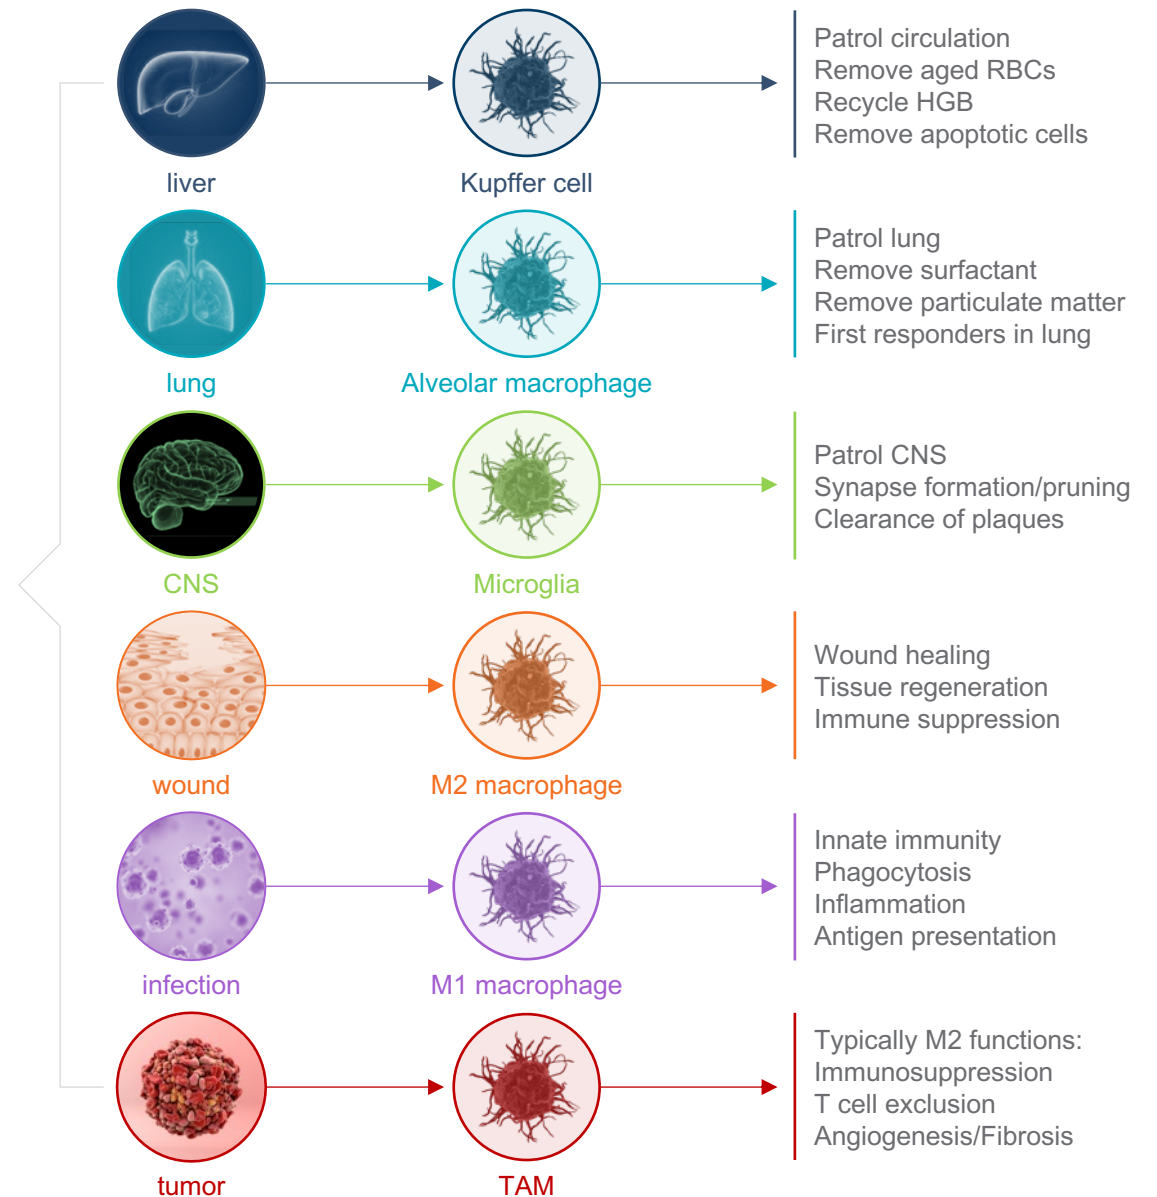 Patrol circulation
Remove aged RBCs
Recycle HGB
Remove apoptotic cells
liver
Kupffer cell
Patrol lung
Remove surfactant
Remove particulate matter
First responders in lung
lung
Alveolar macrophage
Patrol CNS
Synapse formation/pruning
Clearance of plaques
CNS
Microglia
Wound healing
Tissue regeneration
Immune suppression
wound
M2 macrophage
Innate immunity
Phagocytosis
Inflammation
Antigen presentation
infection
M1 macrophage
Typically M2 functions:
Immunosuppression
T cell exclusion
Angiogenesis/Fibrosis
tumor
TAM